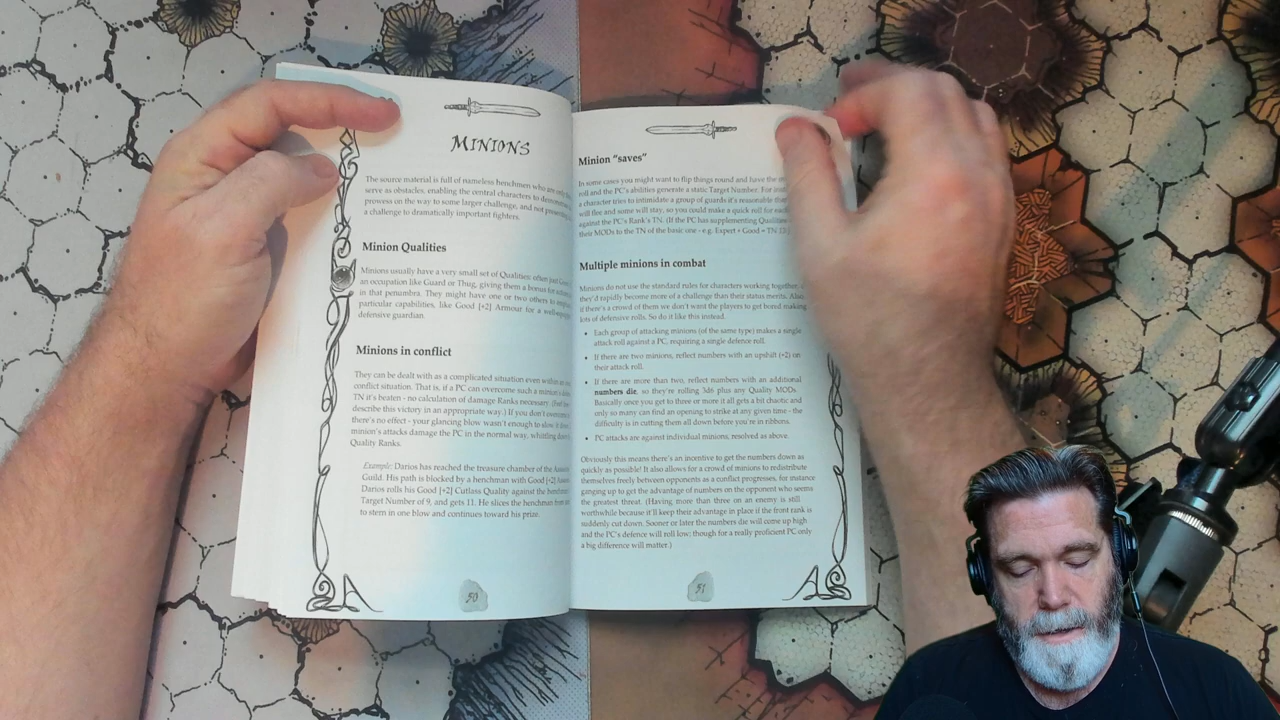 MINIONS
The source material is full of nameless henchmen who are only
serve as obstacles, enabling the central characters to
prowess on the way to some larger challenge, and not
a challenge to dramatically important fighters.
Minion Qualities
Minions usually have a very small set of Qualities: often just
an occupation like Guard or Thug, giving them a bonus for
in that penumbra. They might have one or two others to
particular capabilities, like Good [+2] Armour for a
defensive guardian.
Minions in conflict
They can be dealt with as a complicated situation even within
conflict situation. That is, if a PC can overcome such a minion's
TN it's beaten - no calculation of damage Ranks necessary.
describe this victory in an appropriate way.) If you don't
there's no effect - your glancing blow wasn't enough to
minion's attacks damage the PC in the normal way, whittling
Quality Ranks.
Example: Darios has reached the treasure chamber of the
Guild. His path is blocked by a henchman with Good [+2]
Darios rolls his Good [+2] Cutlass Quality against the
Target Number of 9, and gets 11. He slices the henchman from
to stern in one blow and continues toward his prize.
50
Minion "saves"
In some cases you might want to flip things round and have the
roll and the PC's abilities generate a static Target Number. For
a character tries to intimidate a group of guards it's reasonable that
will flee and some will stay, so you could make a quick roll for each
against the PC's Rank's TN. (If the PC has supplementing Qualities
their MODs to the TN of the basic one - e.g. Expert + Good = TN
Multiple minions in combat
Minions do not use the standard rules for characters working together,
they'd rapidly become more of a challenge than their status merits. Also,
if there's a crowd of them we don't want the players to get bored making
lots of defensive rolls. So do it like this instead.
• Each group of attacking minions (of the same type) makes a single
attack roll against a PC, requiring a single defence roll.
• If there are two minions, reflect numbers with an upshift (+2) on
their attack roll.
• If there are more than two, reflect numbers with an additional
numbers die, so they're rolling 3d6 plus any Quality MODs.
Basically once you get to three or more it all gets a bit chaotic and
only so many can find an opening to strike at any given time - the
difficulty is in cutting them all down before you're in ribbons.
• PC attacks are against individual minions, resolved as above.
Obviously this means there's an incentive to get the numbers down as
quickly as possible! It also allows for a crowd of minions to redistribute
themselves freely between opponents as a conflict progresses, for instance
ganging up to get the advantage of numbers on the opponent who seems
the greatest threat. (Having more than three on an enemy is still
worthwhile because it'll keep their advantage in place if the front rank is
suddenly cut down. Sooner or later the numbers die will come up high
and the PC's defence will roll low; though for a really proficient PC only
a big difference will matter.)
51